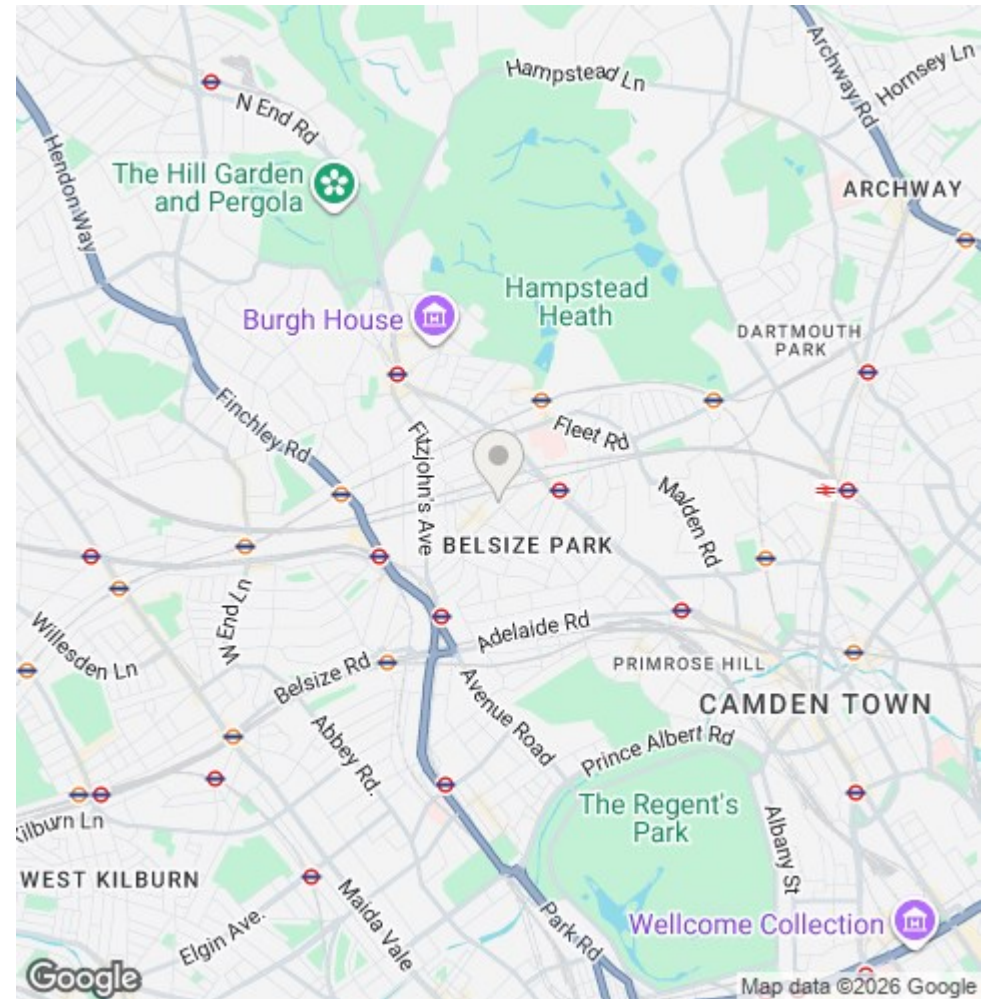 Hampstead Ln
Archway Rd
Hornsey Ln
N End Rd
Hendon Way
The Hill Garden
and Pergola
ARCHWAY
Hampstead
Heath
Burgh House
DARTMOUTH
PARK
Finchley Rd
Fitzjohn's Ave
Fleet Rd
Malden Rd
BELSIZE PARK
W End Ln
Willesden Ln
Adelaide Rd
Belsize Rd
PRIMROSE HILL
Avenue Road
CAMDEN TOWN
Abbey Rd.
Prince Albert Rd
The Regent's
Park
Albany St
Kilburn Ln
WEST KILBURN
Maida Vale
Elgin Ave.
Park Rd
Wellcome Collection
Google
Map data ©2026 Google